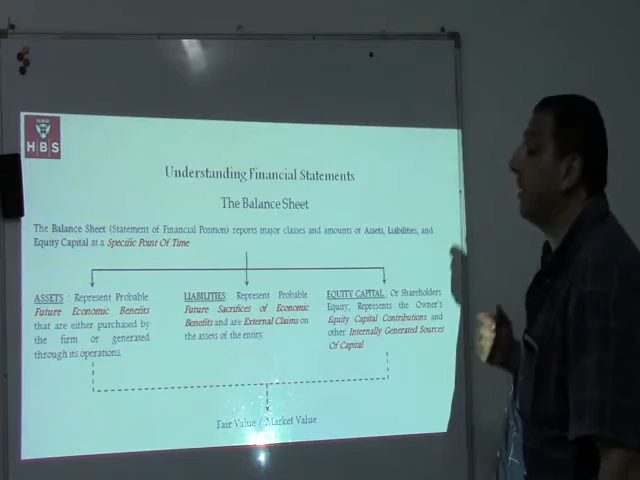 HBS
Understanding Financial Statements
The Balance Sheet
The Balance Sheet (Statement of Financial Position) reports major classes and amounts of Assets, Liabilities, and
Equity Capital at a Specific Point Of Time
ASSETS : Represent Probable
Future Economic Benefits
that are either purchased by
the firm or generated
through its operations.
LIABILITIES: Represent Probable
Future Sacrifices of Economic
Benefits and are External Claims on
the assets of the entity.
EQUITY CAPITAL: Or Shareholders
Equity, Represents the Owner's
Equity Capital Contributions and
other Internally Generated Sources
Of Capital
Fair Value / Market Value